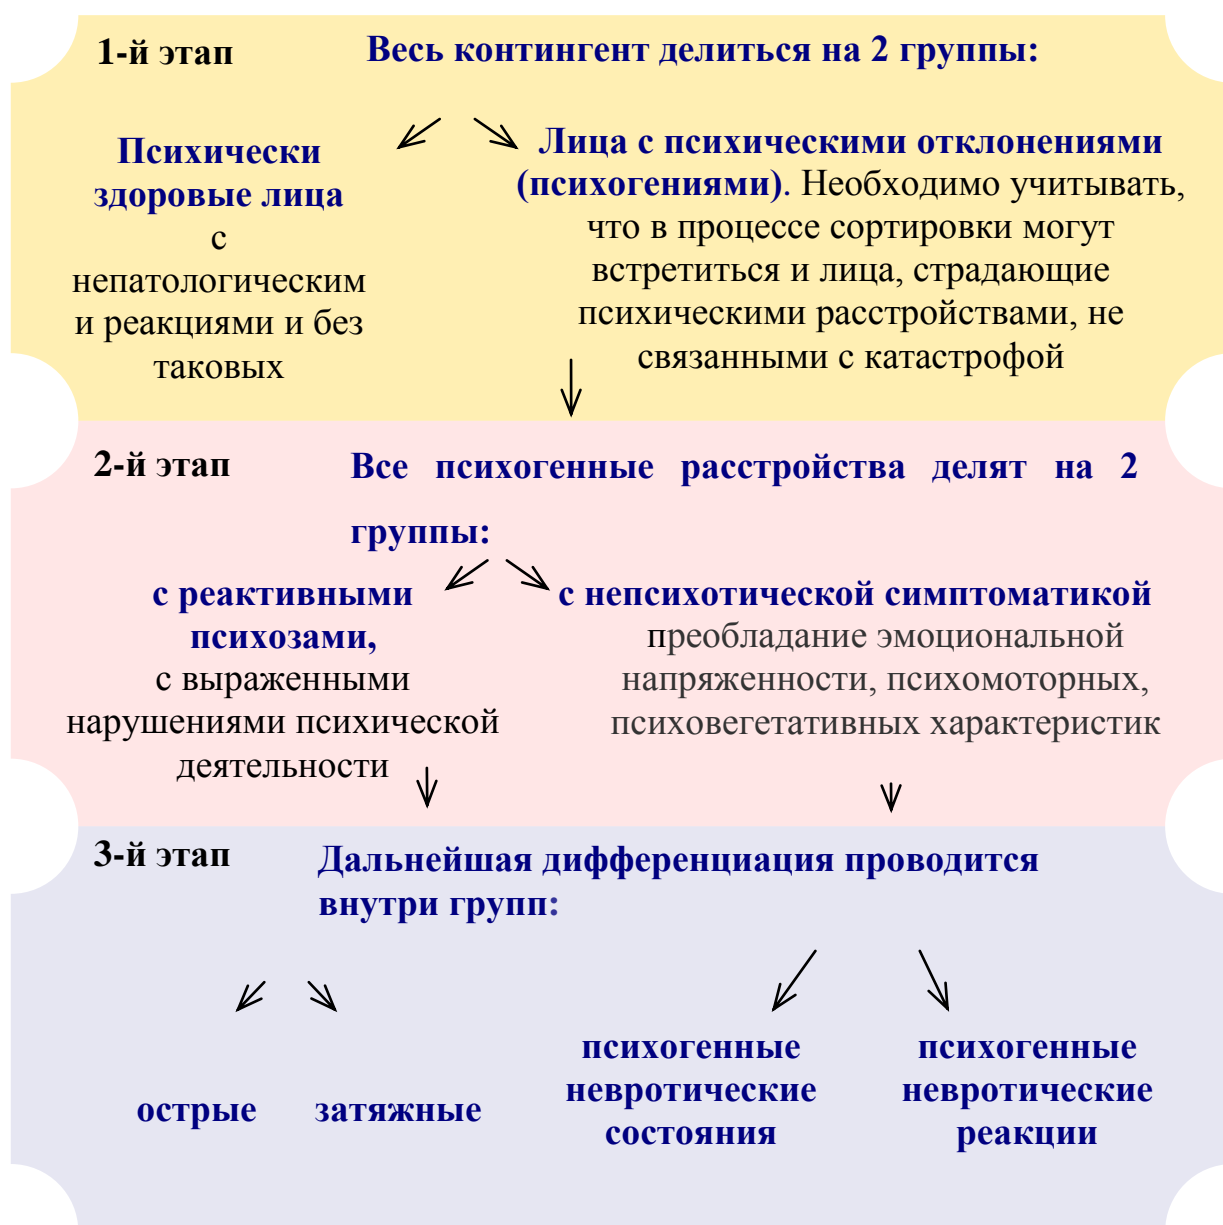 1-й этап
Весь контингент делиться на 2 группы:
Психически
здоровые лица
с
непатологическим
и реакциями и без
таковых
Лица с психическими отклонениями
(психогениями). Необходимо учитывать,
что в процессе сортировки могут
встретиться и лица, страдающие
психическими расстройствами, не
связанными с катастрофой
2-й этап
Все психогенные расстройства делят на 2
группы:
с реактивными
психозами,
с выраженными
нарушениями психической
деятельности
с непсихотической симптоматикой
преобладание эмоциональной
напряженности, психомоторных,
психовегетативных характеристик
3-й этап
Дальнейшая дифференциация проводится
внутри групп:
острые
затяжные
психогенные
невротические
состояния
психогенные
невротические
реакции